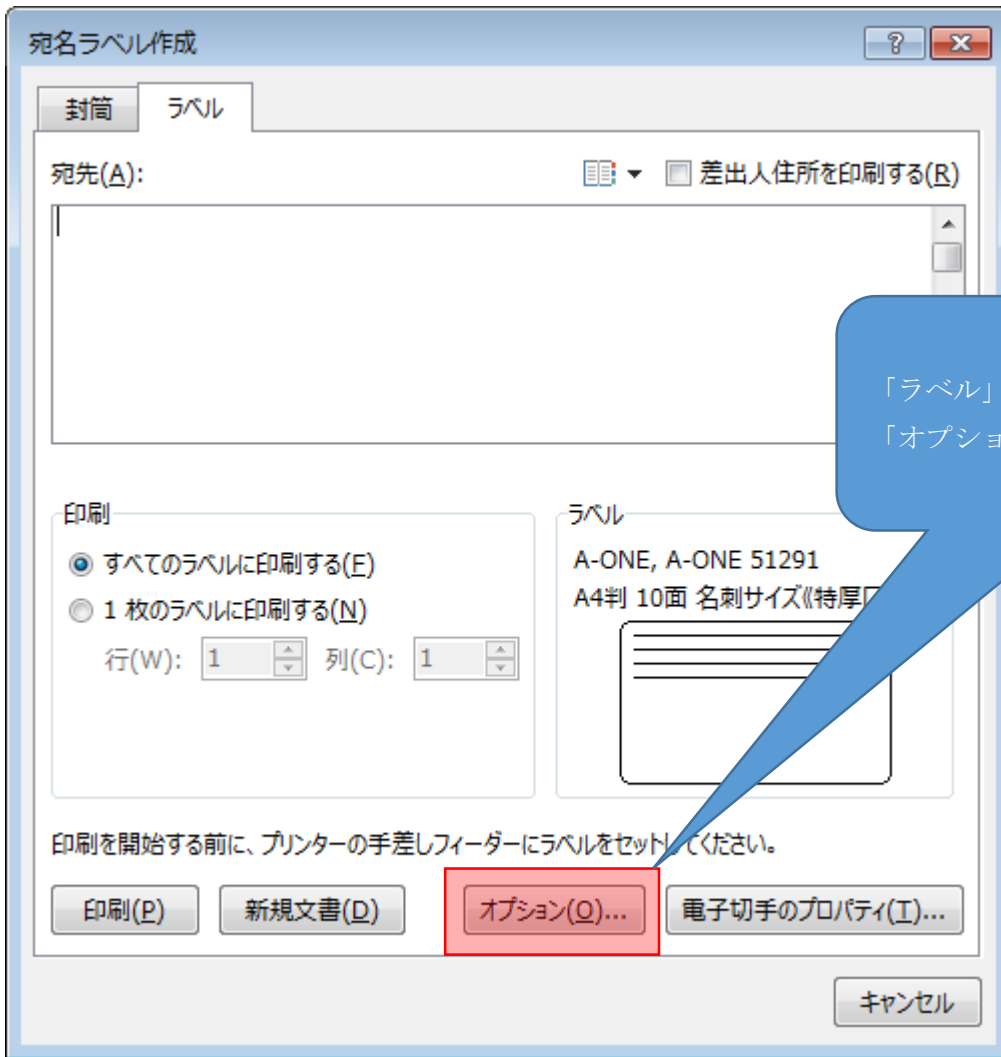 宛名ラベル作成
封筒 ラベル
宛先(A): 差出人住所を印刷する(R)
「ラベル」
「オプショ
印刷 ラベル
すべてのラベルに印刷する(F) A-ONE, A-ONE 51291
1 枚のラベルに印刷する(N) A4判 10面 名刺サイズ《特厚
行(W): 1 列(C): 1
印刷を開始する前に、プリンターの手差しフィーダーにラベルをセットしてください。
印刷(P) 新規文書(D) オプション(O)... 電子切手のプロパティ(I)...
キャンセル